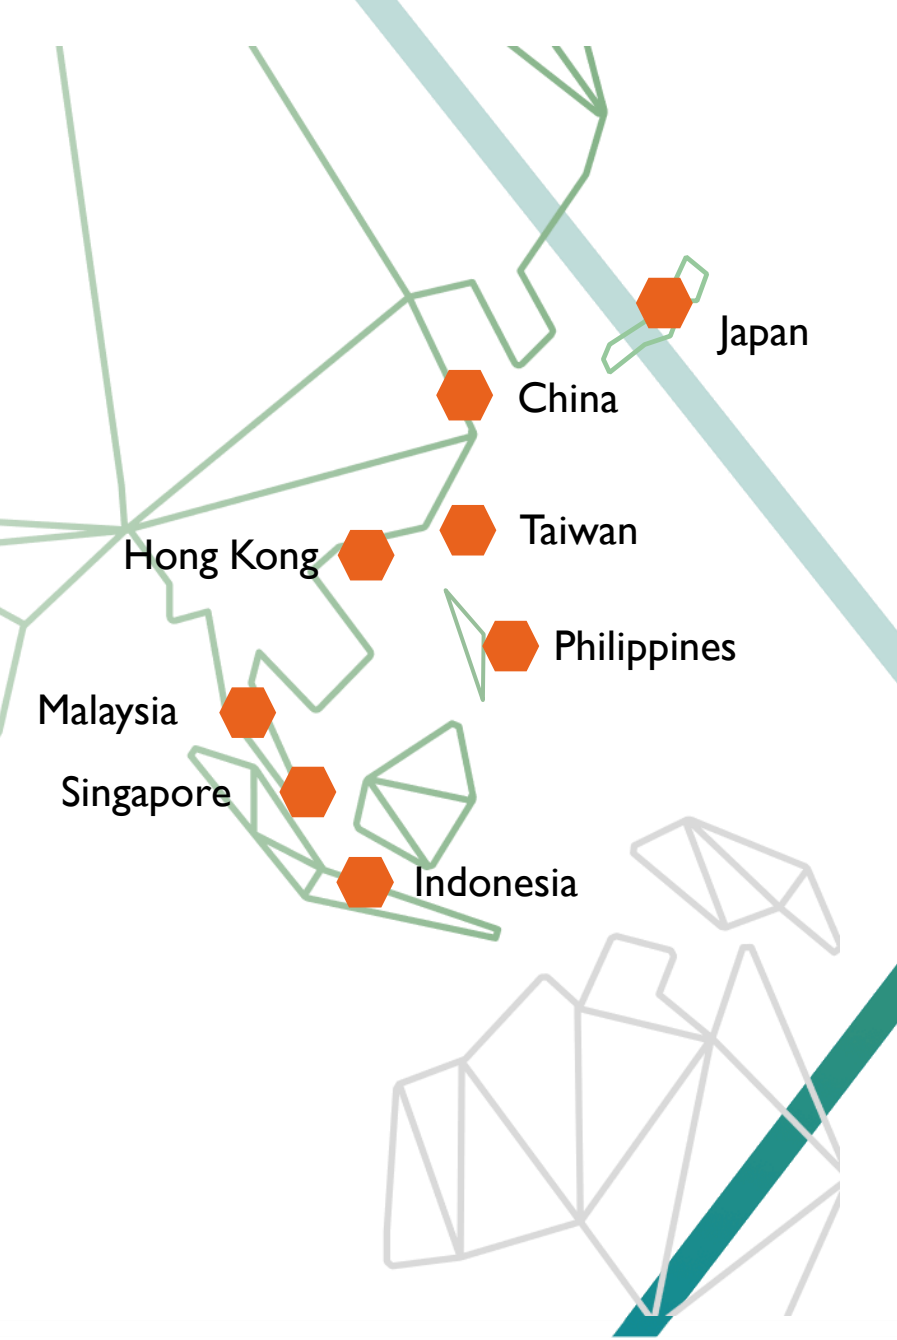 Japan
China
Taiwan
Hong Kong
Philippines
Malaysia
Singapore
Indonesia